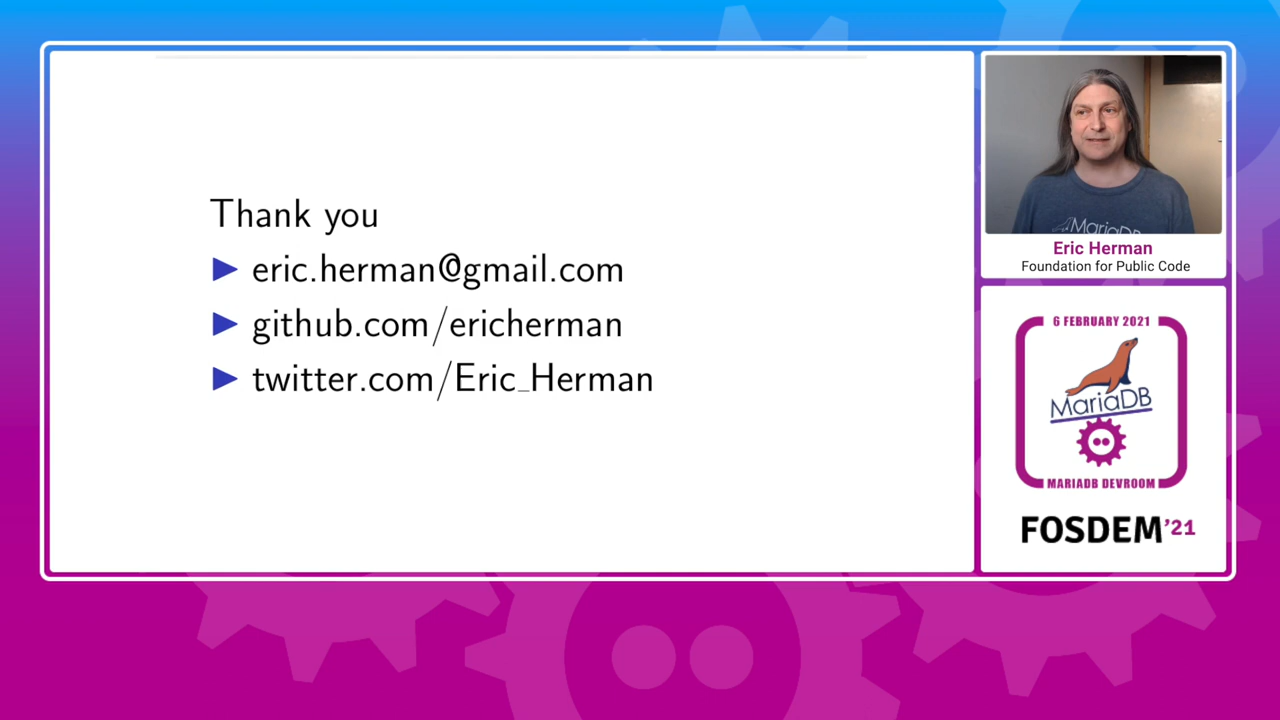 Thank you
eric.herman@gmail.com
github.com/ericherman
twitter.com/Eric_Herman
MariaDB
Eric Herman
Foundation for Public Code
6 FEBRUARY 2021
MariaDB
MARIADB DEVROOM
FOSDEM'21